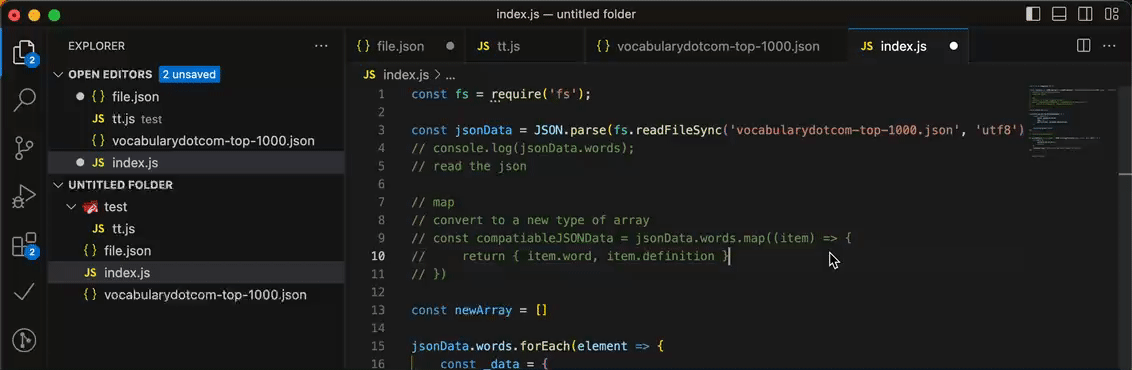 index.js — untitled folder
EXPLORER
2
OPEN EDITORS 2 unsaved
file.json
tt.js test
vocabularydotcom-top-1000.json
JS index.js
UNTITLED FOLDER
test
JS tt.js
file.json
JS index.js
vocabularydotcom-top-1000.json
2
{} file.json
JS tt.js
{} vocabularydotcom-top-1000.json
JS index.js
JS index.js > ...
1 const fs = require('fs');
2
3 const jsonData = JSON.parse(fs.readFileSync('vocabularydotcom-top-1000.json', 'utf8')
4 // console.log(jsonData.words);
5 // read the json
6
7 // map
8 // convert to a new type of array
9 // const compatiableJSONData = jsonData.words.map((item) => {
10 //     return { item.word, item.definition }
11 // })
12
13 const newArray = []
14
15 jsonData.words.forEach(element => {
16     const _data = {